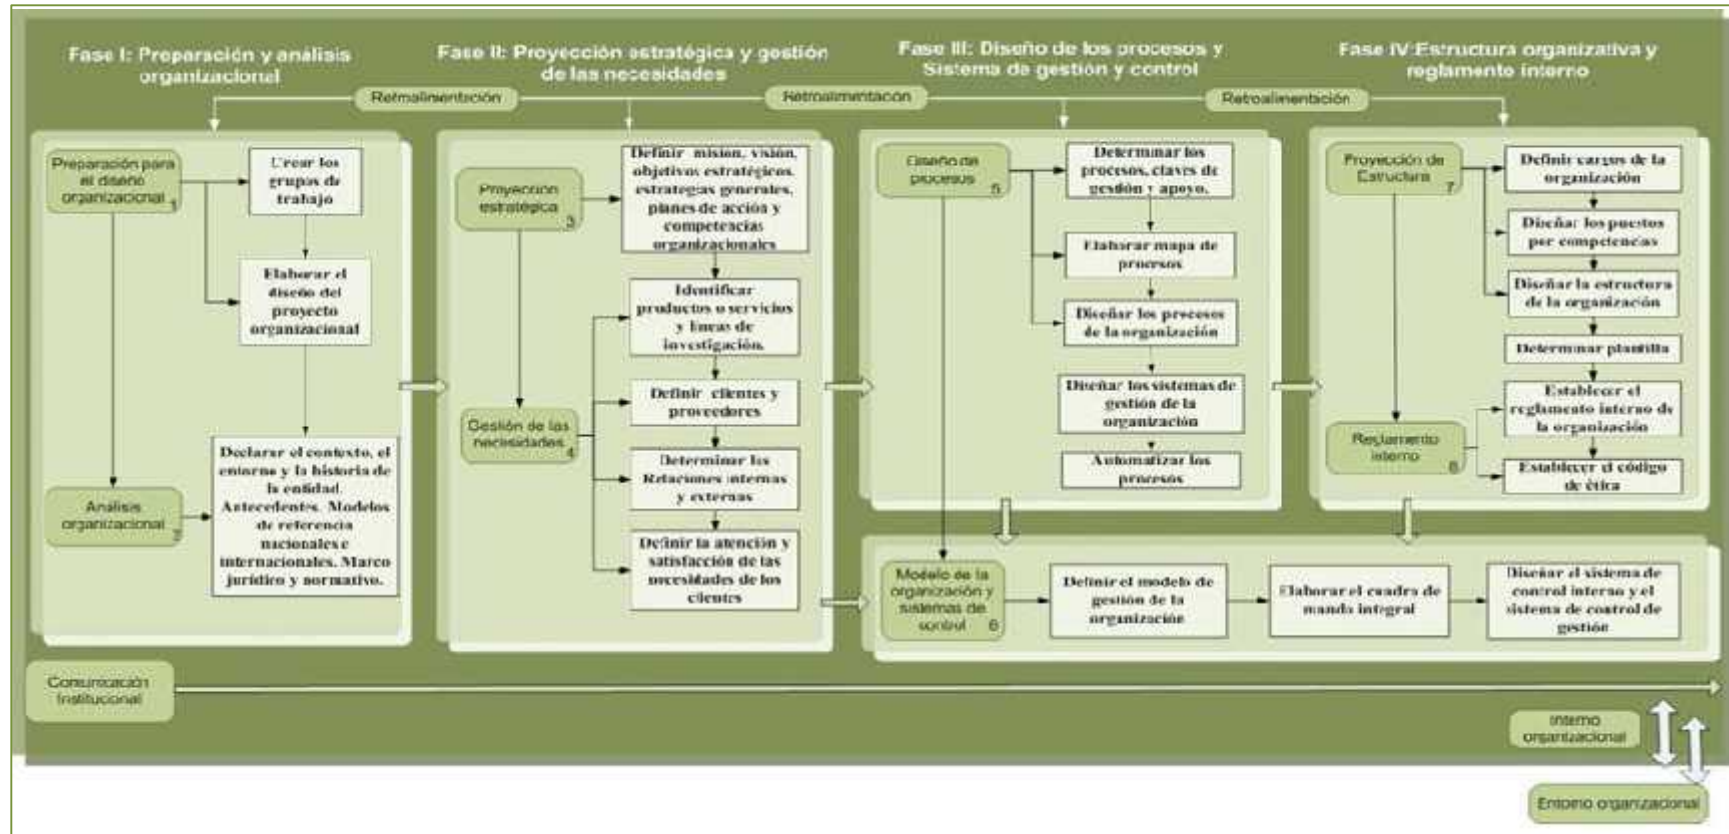 Fase I: Preparación y análisis
organizacional
Fase II: Proyección estratégica y gestión
de las necesidades
Fase III: Diseño de los procesos y
Sistema de gestión y control
Fase IV:Estructura organizativa y
reglamento interno
Retroalimentación
Retroalimentación
Retroalimentación
Preparación para
el diseño
organizacional 1
Crear los
grupos de
trabajo
Elaborar el
diseño del
proyecto
organizacional
Análisis
organizacional 2
Declarar el contexto, el
entorno y la historia de
la entidad.
Antecedentes. Modelos
de referencia
nacionales e
internacionales. Marco
jurídico y normativo.
Proyección
estratégica 3
Definir misión, visión,
objetivos estratégicos,
estrategias generales,
planes de acción y
competencias
organizacionales
Identificar
productos o servicios
y líneas de
investigación.
Gestión de las
necesidades 4
Definir clientes y
proveedores
Determinar las
Relaciones internas
y externas
Definir la atención y
satisfacción de las
necesidades de los
clientes
Diseño de
procesos 5
Determinar los
procesos, claves de
gestión y apoyo.
Elaborar mapa de
procesos
Diseñar los procesos
de la organización
Diseñar los sistemas de
gestión de la
organización
Automatizar los
procesos
Proyección de
Estructura 7
Definir cargos de la
organización
Diseñar los puestos
por competencias
Diseñar la estructura
de la organización
Determinar plantilla
Reglamento
interno 8
Establecer el
reglamento interno de
la organización
Establecer el código
de ética
Modelo de la
organización y
sistemas de
control 6
Definir el modelo de
gestión de la
organización
Elaborar el cuadro de
mando integral
Diseñar el sistema de
control interno y el
sistema de control de
gestión
Comunicación
Institucional
Interno
organizacional
Entorno organizacional